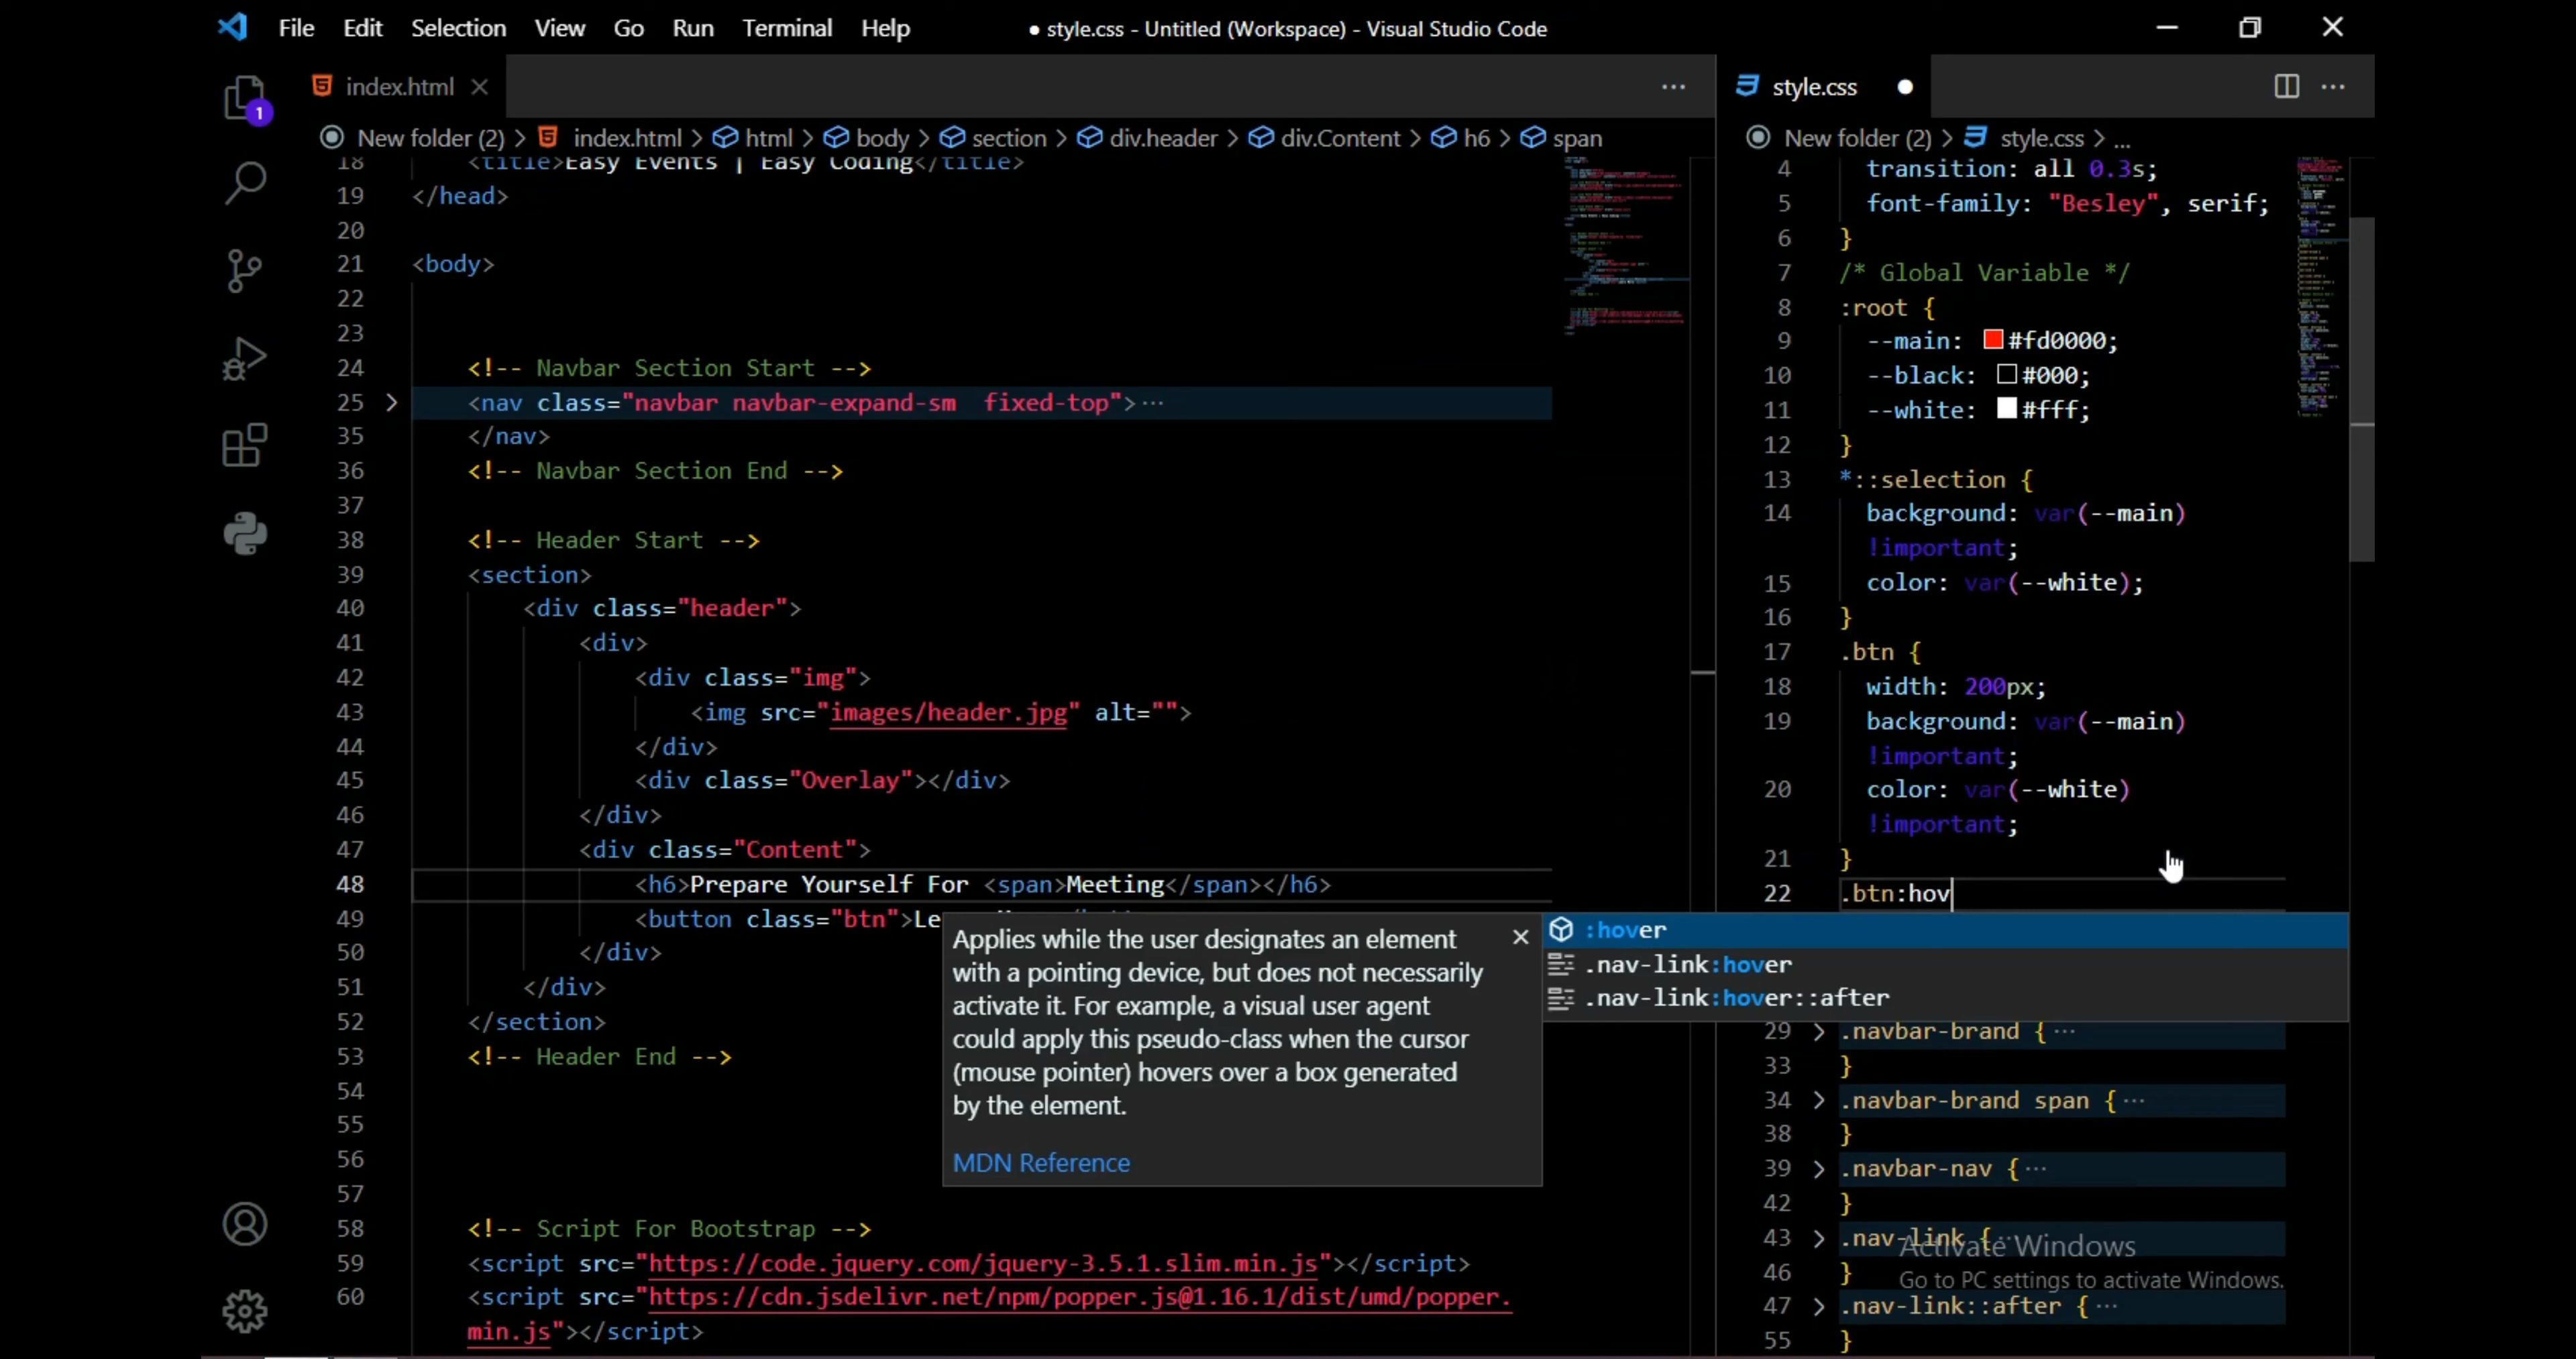 File Edit Selection View Go Run Terminal Help ● style.css - Untitled (Workspace) - Visual Studio Code
1
index.html
New folder (2) > index.html > html > body > section > div.header > div.Content > h6 > span
18 <title>Easy Events | Easy Coding</title>
19 </head>
20
21 <body>
22
23
24 <!-- Navbar Section Start -->
25 <nav class="navbar navbar-expand-sm  fixed-top">···
35 </nav>
36 <!-- Navbar Section End -->
37
38 <!-- Header Start -->
39 <section>
40 <div class="header">
41 <div>
42 <div class="img">
43 <img src="images/header.jpg" alt="">
44 </div>
45 <div class="Overlay"></div>
46 </div>
47 <div class="Content">
48 <h6>Prepare Yourself For <span>Meeting</span></h6>
49 <button class="btn">Le
50 </div>
51 </div>
52 </section>
53 <!-- Header End -->
54
55
56
57
58 <!-- Script For Bootstrap -->
59 <script src="https://code.jquery.com/jquery-3.5.1.slim.min.js"></script>
60 <script src="https://cdn.jsdelivr.net/npm/popper.js@1.16.1/dist/umd/popper.
min.js"></script>
Applies while the user designates an element
with a pointing device, but does not necessarily
activate it. For example, a visual user agent
could apply this pseudo-class when the cursor
(mouse pointer) hovers over a box generated
by the element.
MDN Reference
style.css ●
New folder (2) > style.css > ...
4 transition: all 0.3s;
5 font-family: "Besley", serif;
6 }
7 /* Global Variable */
8 :root {
9 --main: #fd0000;
10 --black: #000;
11 --white: #fff;
12 }
13 *::selection {
14 background: var(--main)
!important;
15 color: var(--white);
16 }
17 .btn {
18 width: 200px;
19 background: var(--main)
!important;
20 color: var(--white)
!important;
21 }
22 .btn:hov
:hover
.nav-link:hover
.nav-link:hover::after
29 .navbar-brand {···
33 }
34 .navbar-brand span {···
38 }
39 .navbar-nav {···
42 }
43 .nav-link {···
46 }
47 .nav-link::after {···
55 }
Activate Windows
Go to PC settings to activate Windows.